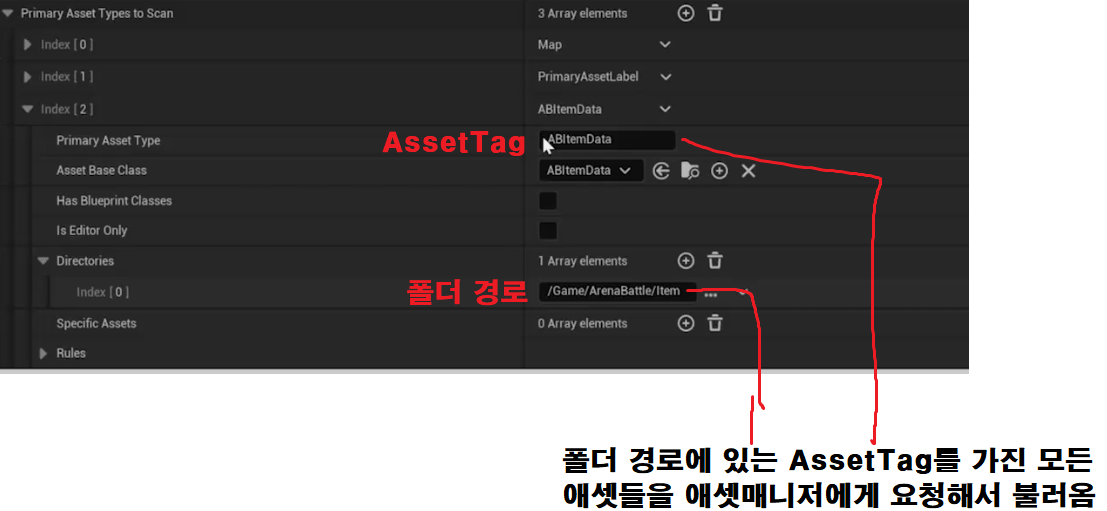 Primary Asset Types to Scan 3 Array elements
Index [ 0 ] Map
Index [ 1 ] PrimaryAssetLabel
Index [ 2 ] ABItemData
Primary Asset Type AssetTag ABItemData
Asset Base Class ABItemData
Has Blueprint Classes
Is Editor Only
Directories 1 Array elements
Index [ 0 ] 폴더 경로 /Game/ArenaBattle/Item
Specific Assets 0 Array elements
Rules
폴더 경로에 있는 AssetTag를 가진 모든
애셋들을 애셋매니저에게 요청해서 불러옴